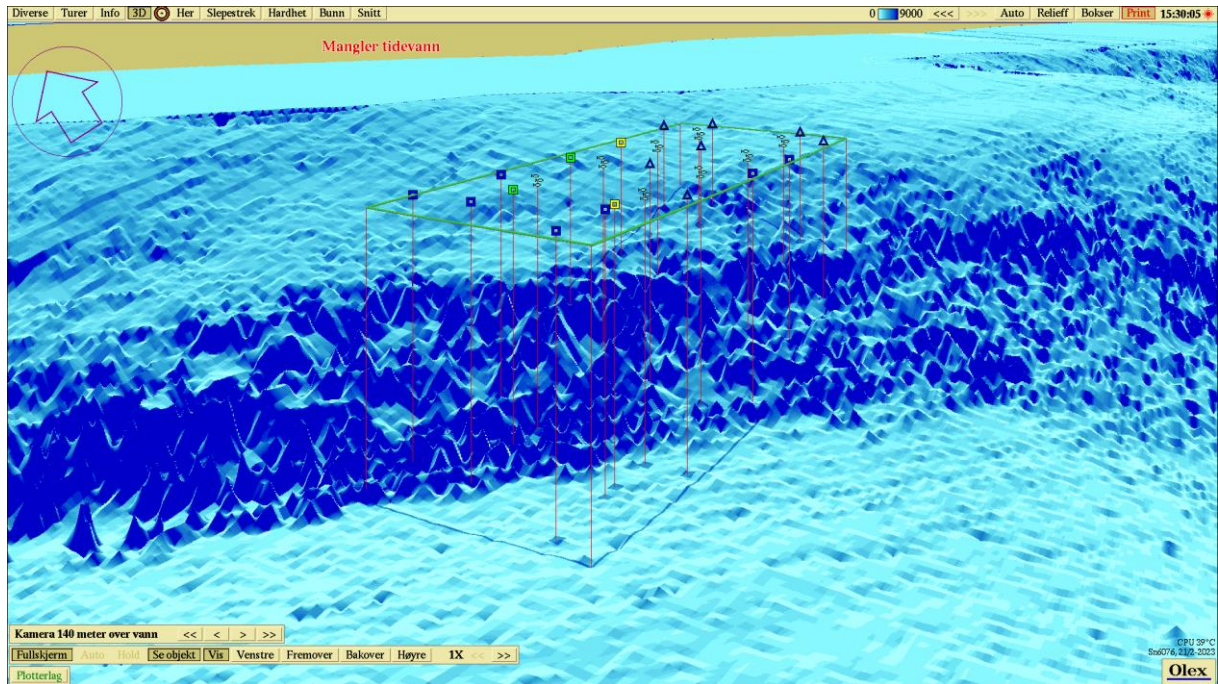 Diverse Turer Info 3D Her Slepestrek Hardhet Bunn Snitt 0 9000 <<< >>> Auto Relieff Bokser Print 15:30:05
Mangler tidevann
Kamera 140 meter over vann << < > >>
Fullskjerm Auto Hold Se objekt Vis Venstre Fremover Bakover Høyre 1X << >>
CPU 39°C
Sn6076, 21/2-2023
Plotterlag
Olex